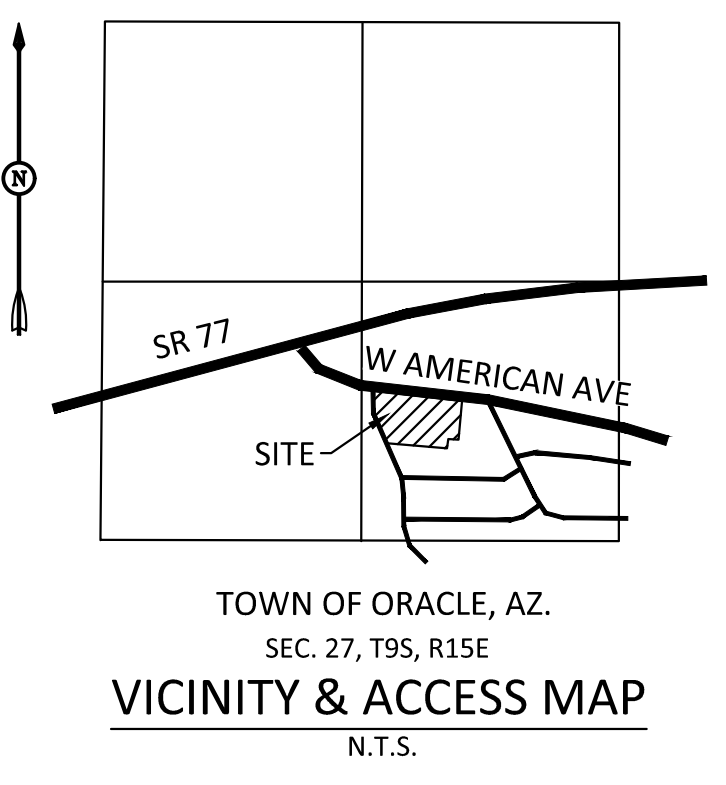 N
SR 77
W AMERICAN AVE
SITE
TOWN OF ORACLE, AZ.
SEC. 27, T9S, R15E
VICINITY & ACCESS MAP
N.T.S.